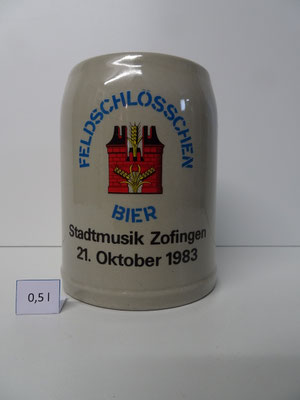 FELDSCHLÖSSCHEN
BIER
Stadtmusik Zofingen
21. Oktober 1983
0,5 l